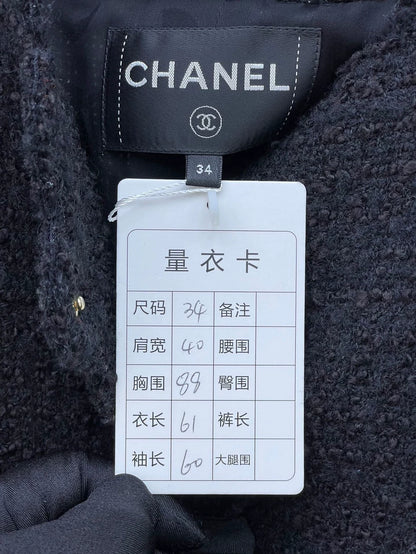 CHANEL
34
量衣卡
尺码 34 备注
肩宽 40 腰围
胸围 88 臀围
衣长 61 裤长
袖长 60 大腿围